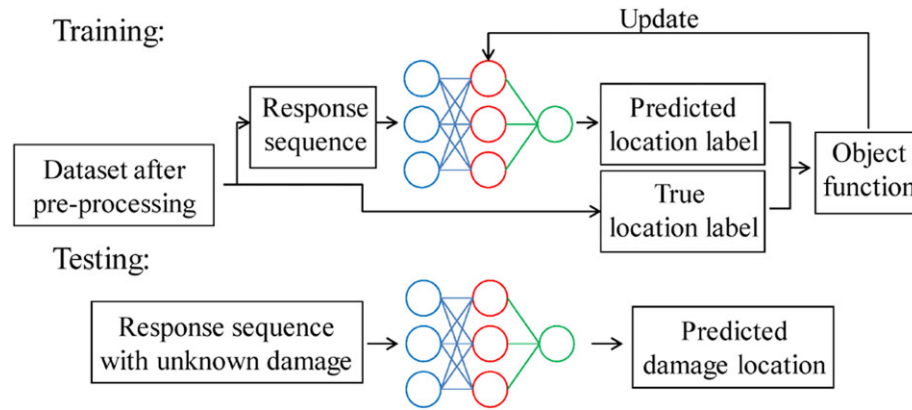 Training:
Update
Response
sequence
Predicted
location label
Dataset after
pre-processing
True
location label
Object
function
Testing:
Response sequence
with unknown damage
Predicted
damage location